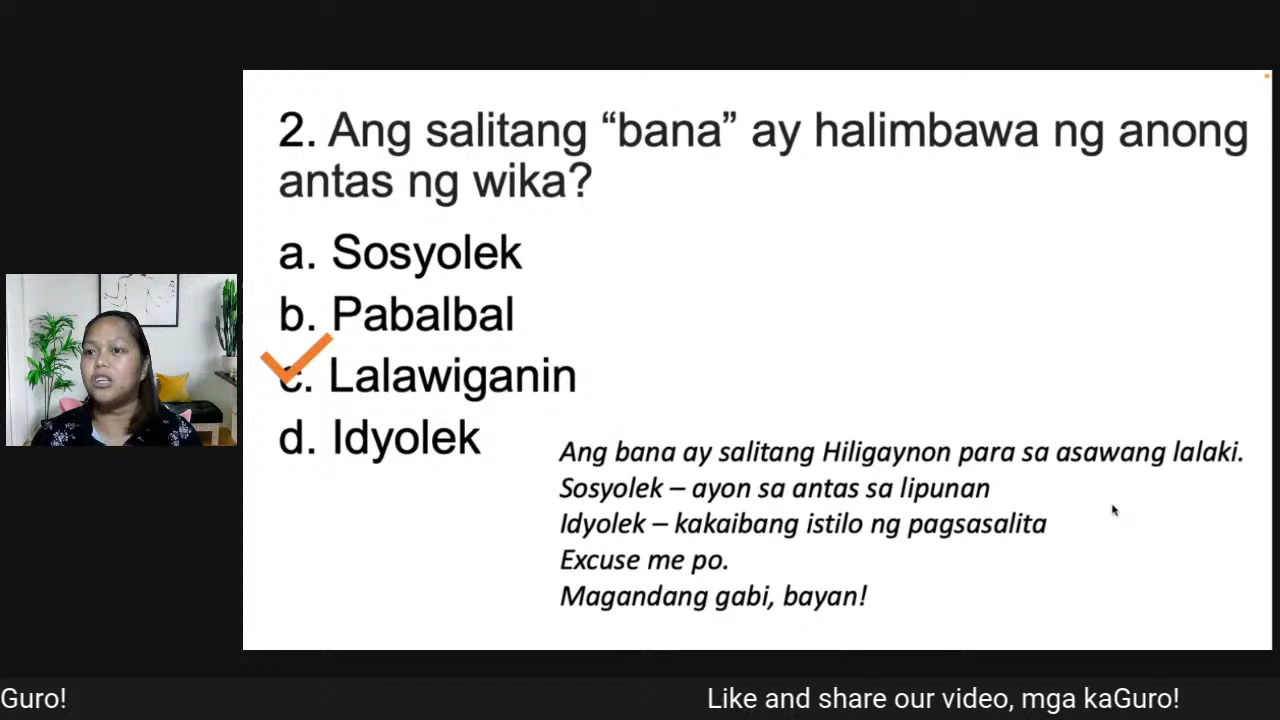 2. Ang salitang “bana” ay halimbawa ng anong
antas ng wika?
a. Sosyolek
b. Pabalbal
c. Lalawiganin
d. Idyolek
Ang bana ay salitang Hiligaynon para sa asawang lalaki.
Sosyolek – ayon sa antas sa lipunan
Idyolek – kakaibang istilo ng pagsasalita
Excuse me po.
Magandang gabi, bayan!
Guro! Like and share our video, mga kaGuro!